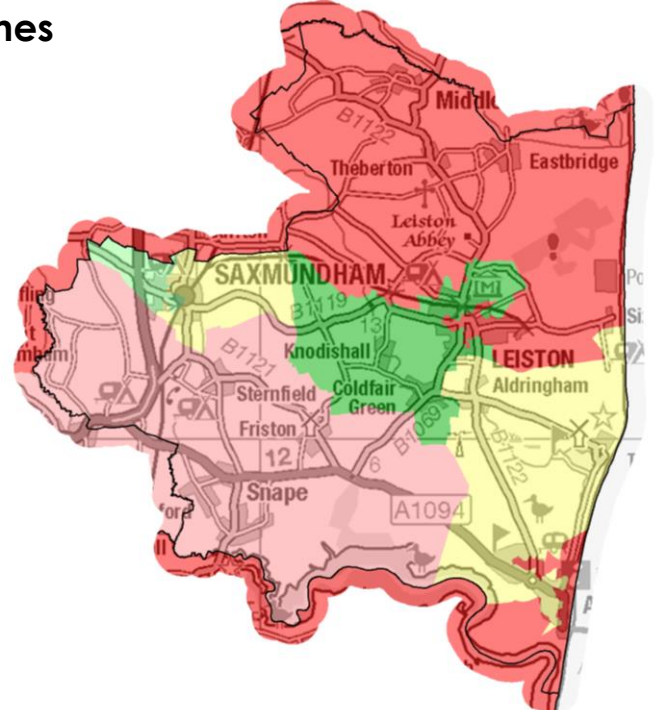 nes
Middl
B1122
Theberton
Eastbridge
Leiston
Abbey
SAXMUNDHAM
M
B1119
13
Knodishall
LEISTON
B1121
Coldfair
Green
Aldringham
Sternfield
Friston
B1069
B1122
12
6
Snape
A1094